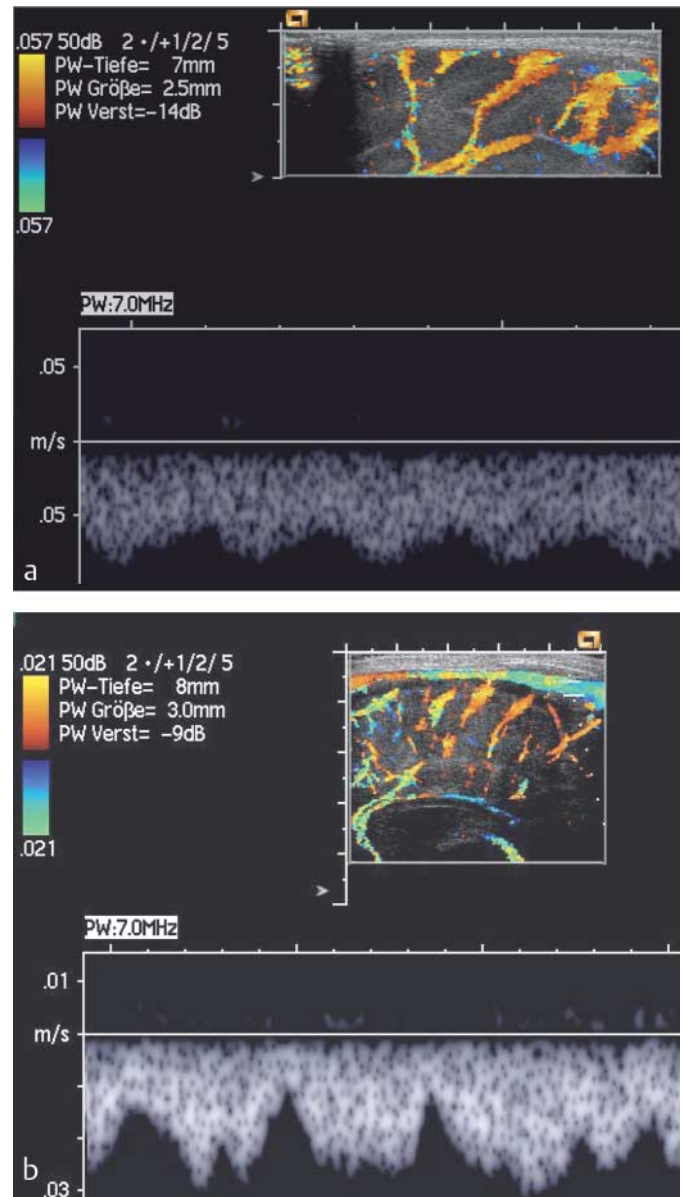 .057 50dB 2 •/+1/2/ 5
PW-Tiefe= 7mm
PW Größe= 2.5mm
PW Verst=-14dB
.057
PW:7.0MHz
.05
m/s
.05
a
.021 50dB 2 •/+1/2/ 5
PW-Tiefe= 8mm
PW Größe= 3.0mm
PW Verst= -9dB
.021
PW:7.0MHz
.01
m/s
.03
b